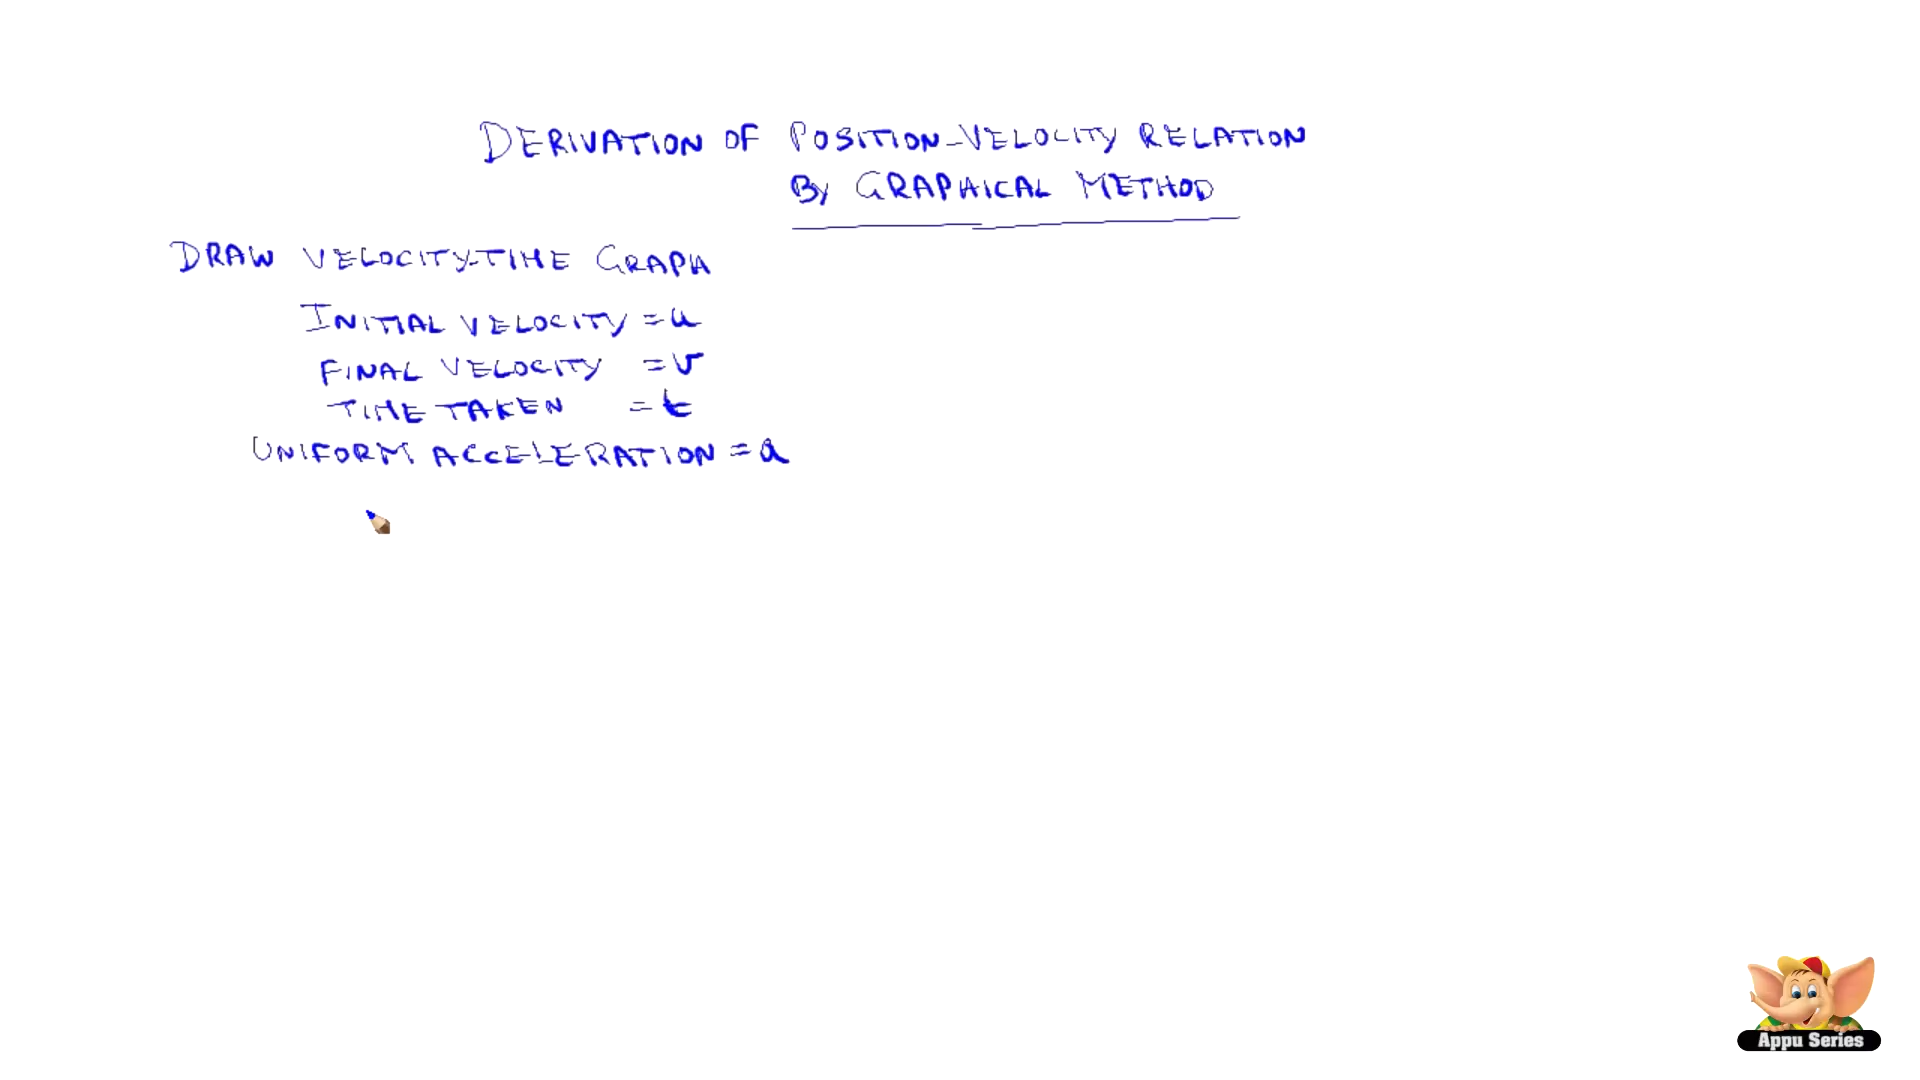 DERIVATION OF POSITION-VELOCITY RELATION
By GRAPHICAL METHOD
DRAW VELOCITY-TIME GRAPH
INITIAL VELOCITY = u
FINAL VELOCITY = v
TIME TAKEN = t
UNIFORM ACCELERATION = a
Appu Series